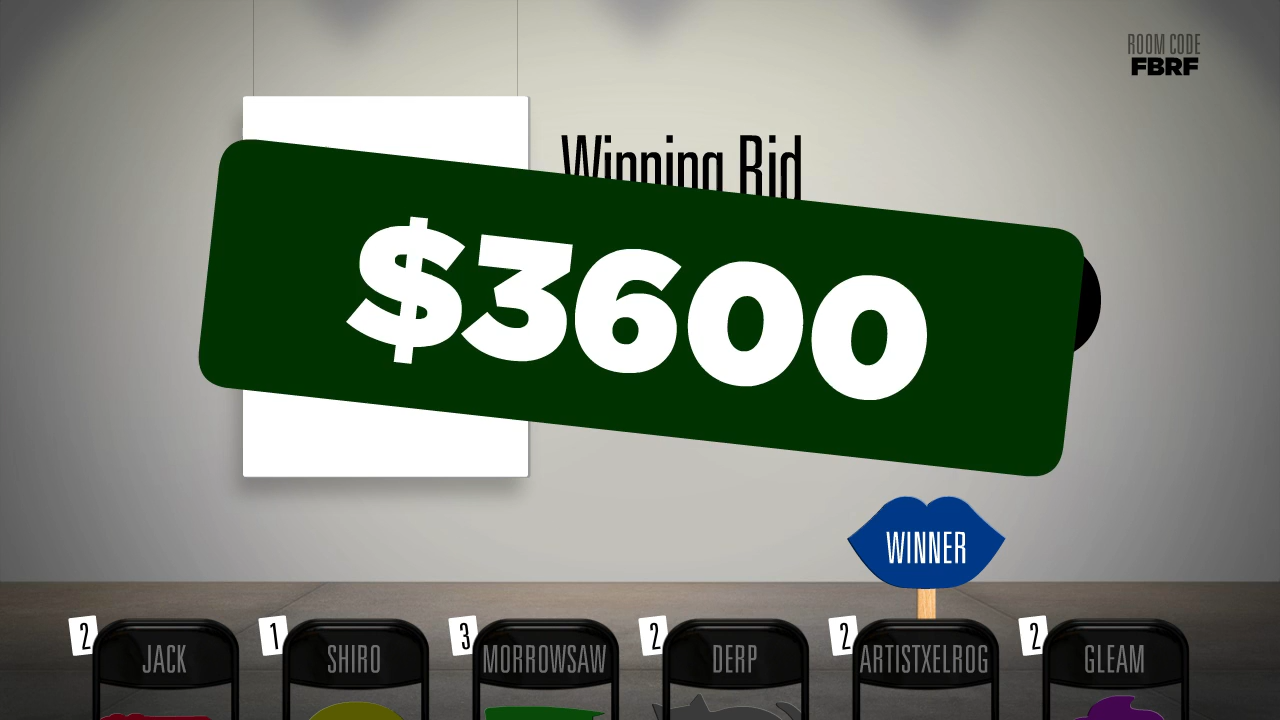 ROOM CODE
FBRF
Winning Bid
$3600
WINNER
2 JACK
1 SHIRO
3 MORROWSAW
2 DERP
2 ARTISTXELROG
2 GLEAM